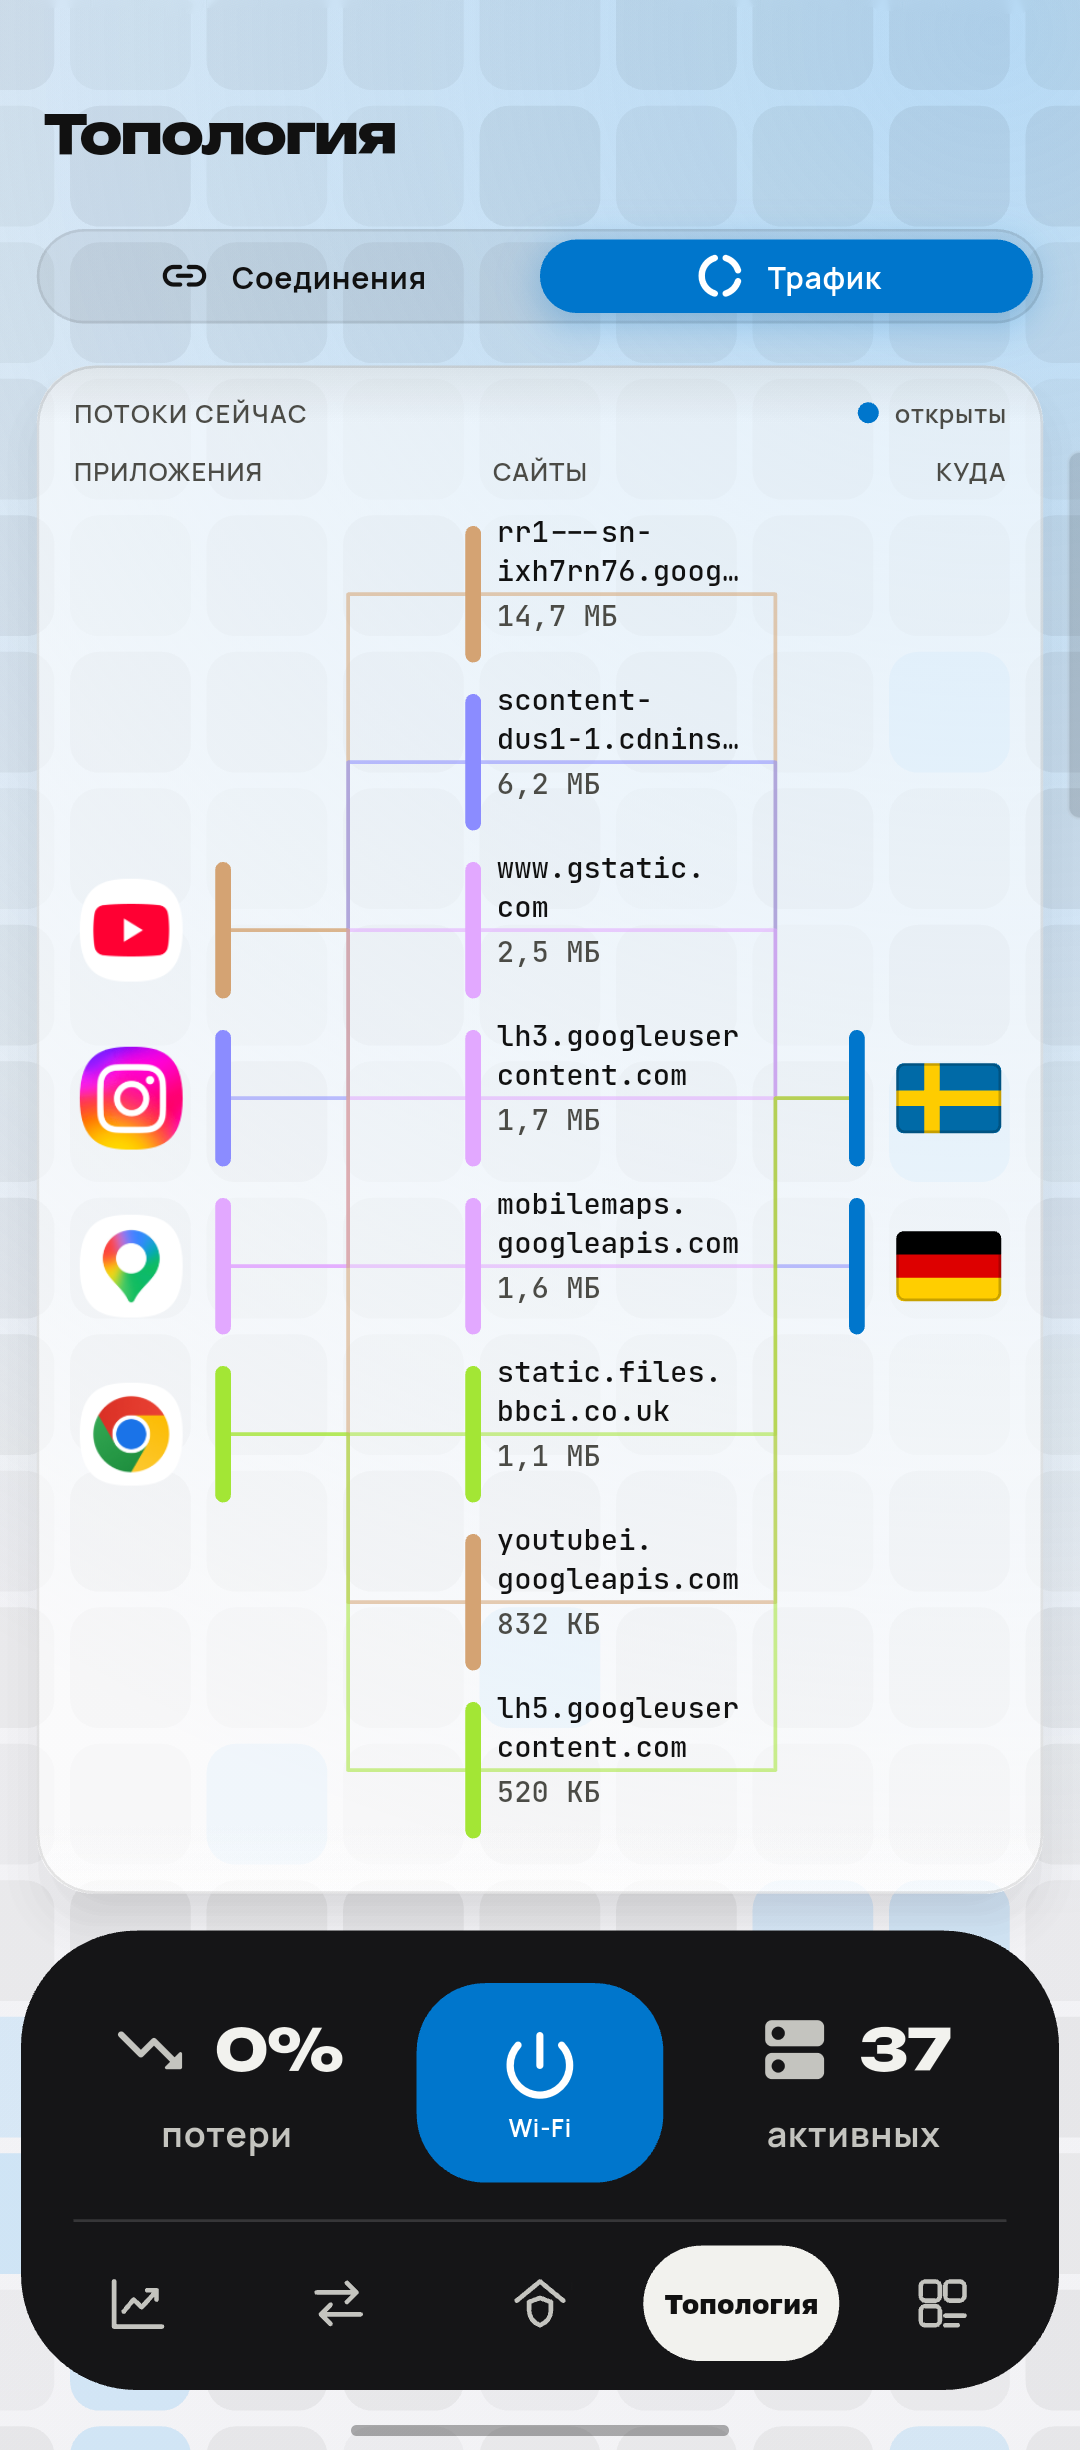 Топология
Соединения
Трафик
ПОТОКИ СЕЙЧАС
открыты
ПРИЛОЖЕНИЯ
САЙТЫ
КУДА
rr1---sn-
ixh7rn76.goog…
14,7 МБ
scontent-
dus1-1.cdnins…
6,2 МБ
www.gstatic.
com
2,5 МБ
lh3.googleuser
content.com
1,7 МБ
mobilemaps.
googleapis.com
1,6 МБ
static.files.
bbci.co.uk
1,1 МБ
youtubei.
googleapis.com
832 КБ
lh5.googleuser
content.com
520 КБ
0%
потери
Wi-Fi
37
активных
Топология